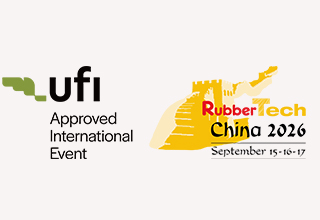 ufi
Approved
International
Event
RubberTech
China 2026
September 15-16-17